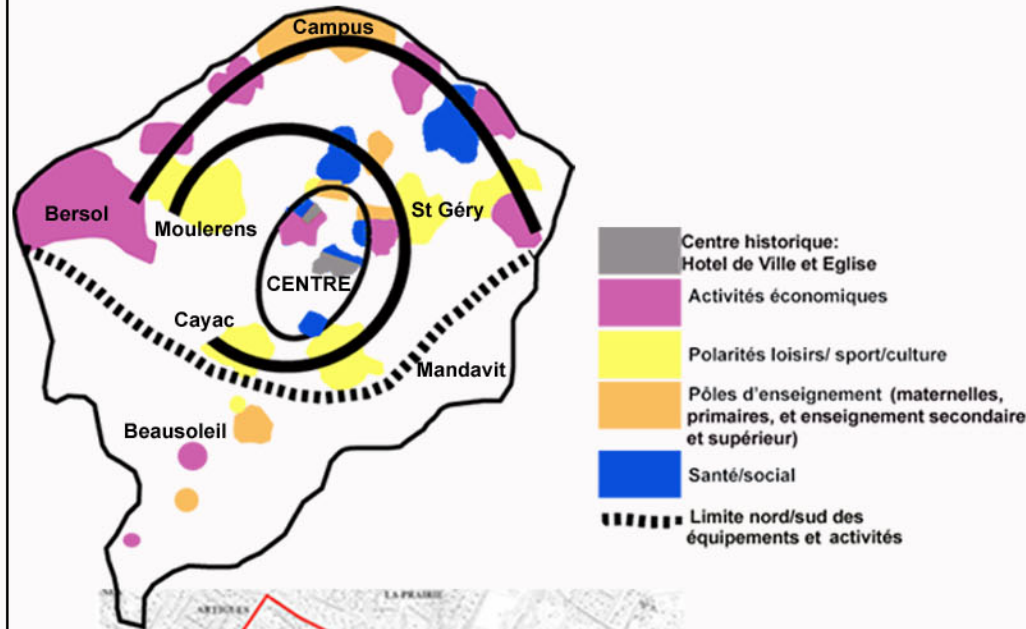 Campus
Bersol
Moulerens
St Géry
CENTRE
Cayac
Mandavit
Beausoleil
Centre historique:
Hotel de Ville et Eglise
Activités économiques
Polarités loisirs/ sport/culture
Pôles d'enseignement (maternelles,
primaires, et enseignement secondaire
et supérieur)
Santé/social
Limite nord/sud des
équipements et activités
LA PRAIRIE
ARTIGUES